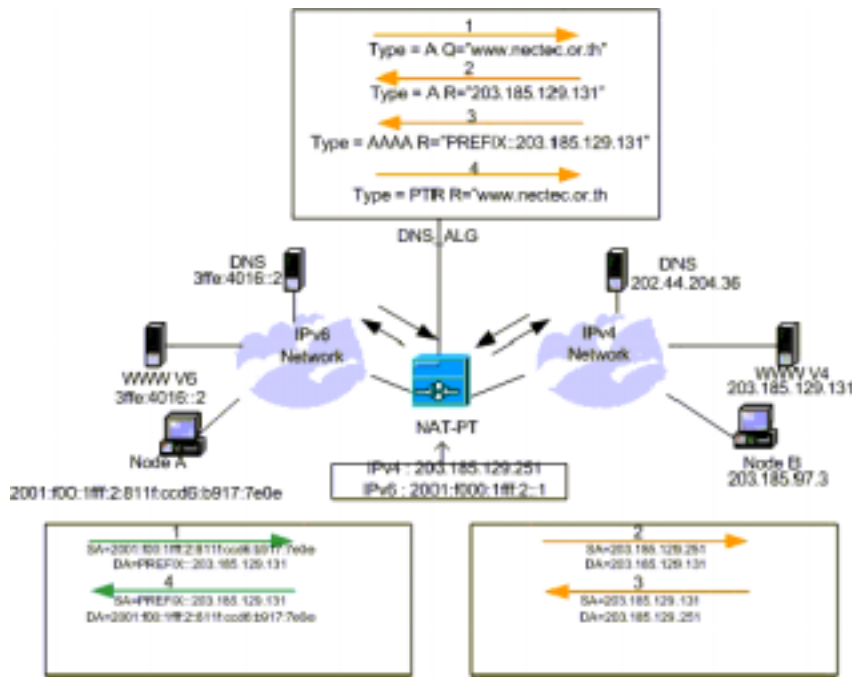 1
Type = A Q="www.nectec.or.th"
2
Type = A R="203.185.129.131"
3
Type = AAAA R="PREFIX::203.185.129.131"
4
Type = PTR R="www.nectec.or.th
DNS_ALG
DNS
3ffe:4016::2
DNS
202.44.204.36
IPv6
Network
IPv4
Network
WWW V6
3ffe:4016::2
WWW V4
203.185.129.131
NAT-PT
Node A
2001:f00:1fff:2:811f:ccd6:b917:7e0e
Node B
203.185.97.3
IPv4 : 203.185.129.251
IPv6 : 2001:f000:1fff:2::1
1
SA=2001:f00:1fff:2:811f:ccd6:b917:7e0e
DA=PREFIX::203.185.129.131
4
SA=PREFIX::203.185.129.131
DA=2001:f00:1fff:2:811f:ccd6:b917:7e0e
2
SA=203.185.129.251
DA=203.185.129.131
3
SA=203.185.129.131
DA=203.185.129.251